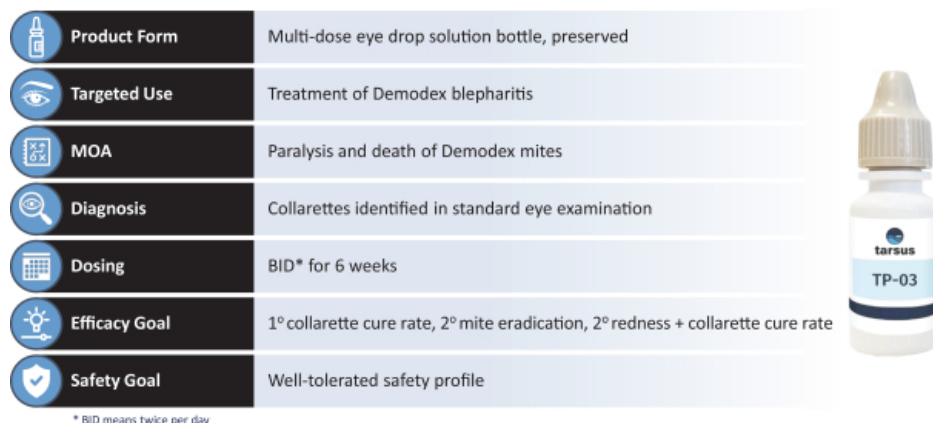 Product Form
Multi-dose eye drop solution bottle, preserved
Targeted Use
Treatment of Demodex blepharitis
MOA
Paralysis and death of Demodex mites
Diagnosis
Collarettes identified in standard eye examination
Dosing
BID* for 6 weeks
Efficacy Goal
1º collarette cure rate, 2º mite eradication, 2º redness + collarette cure rate
Safety Goal
Well-tolerated safety profile
* BID means twice per day
tarsus
TP-03